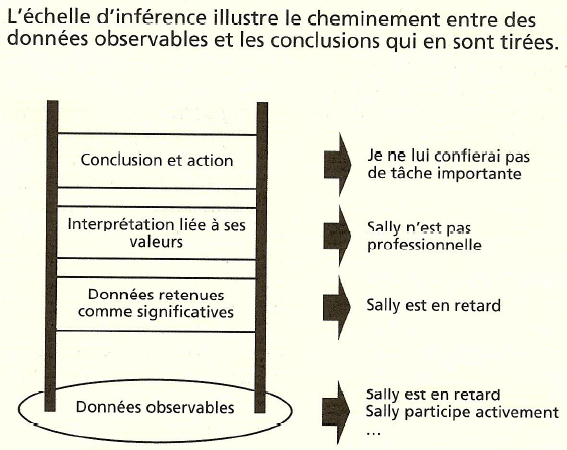 L'échelle d'inférence illustre le cheminement entre des
données observables et les conclusions qui en sont tirées.
Conclusion et action
Je ne lui confierai pas
de tâche importante
Interprétation liée à ses
valeurs
Sally n'est pas
professionnelle
Données retenues
comme significatives
Sally est en retard
Données observables
Sally est en retard
Sally participe activement
...